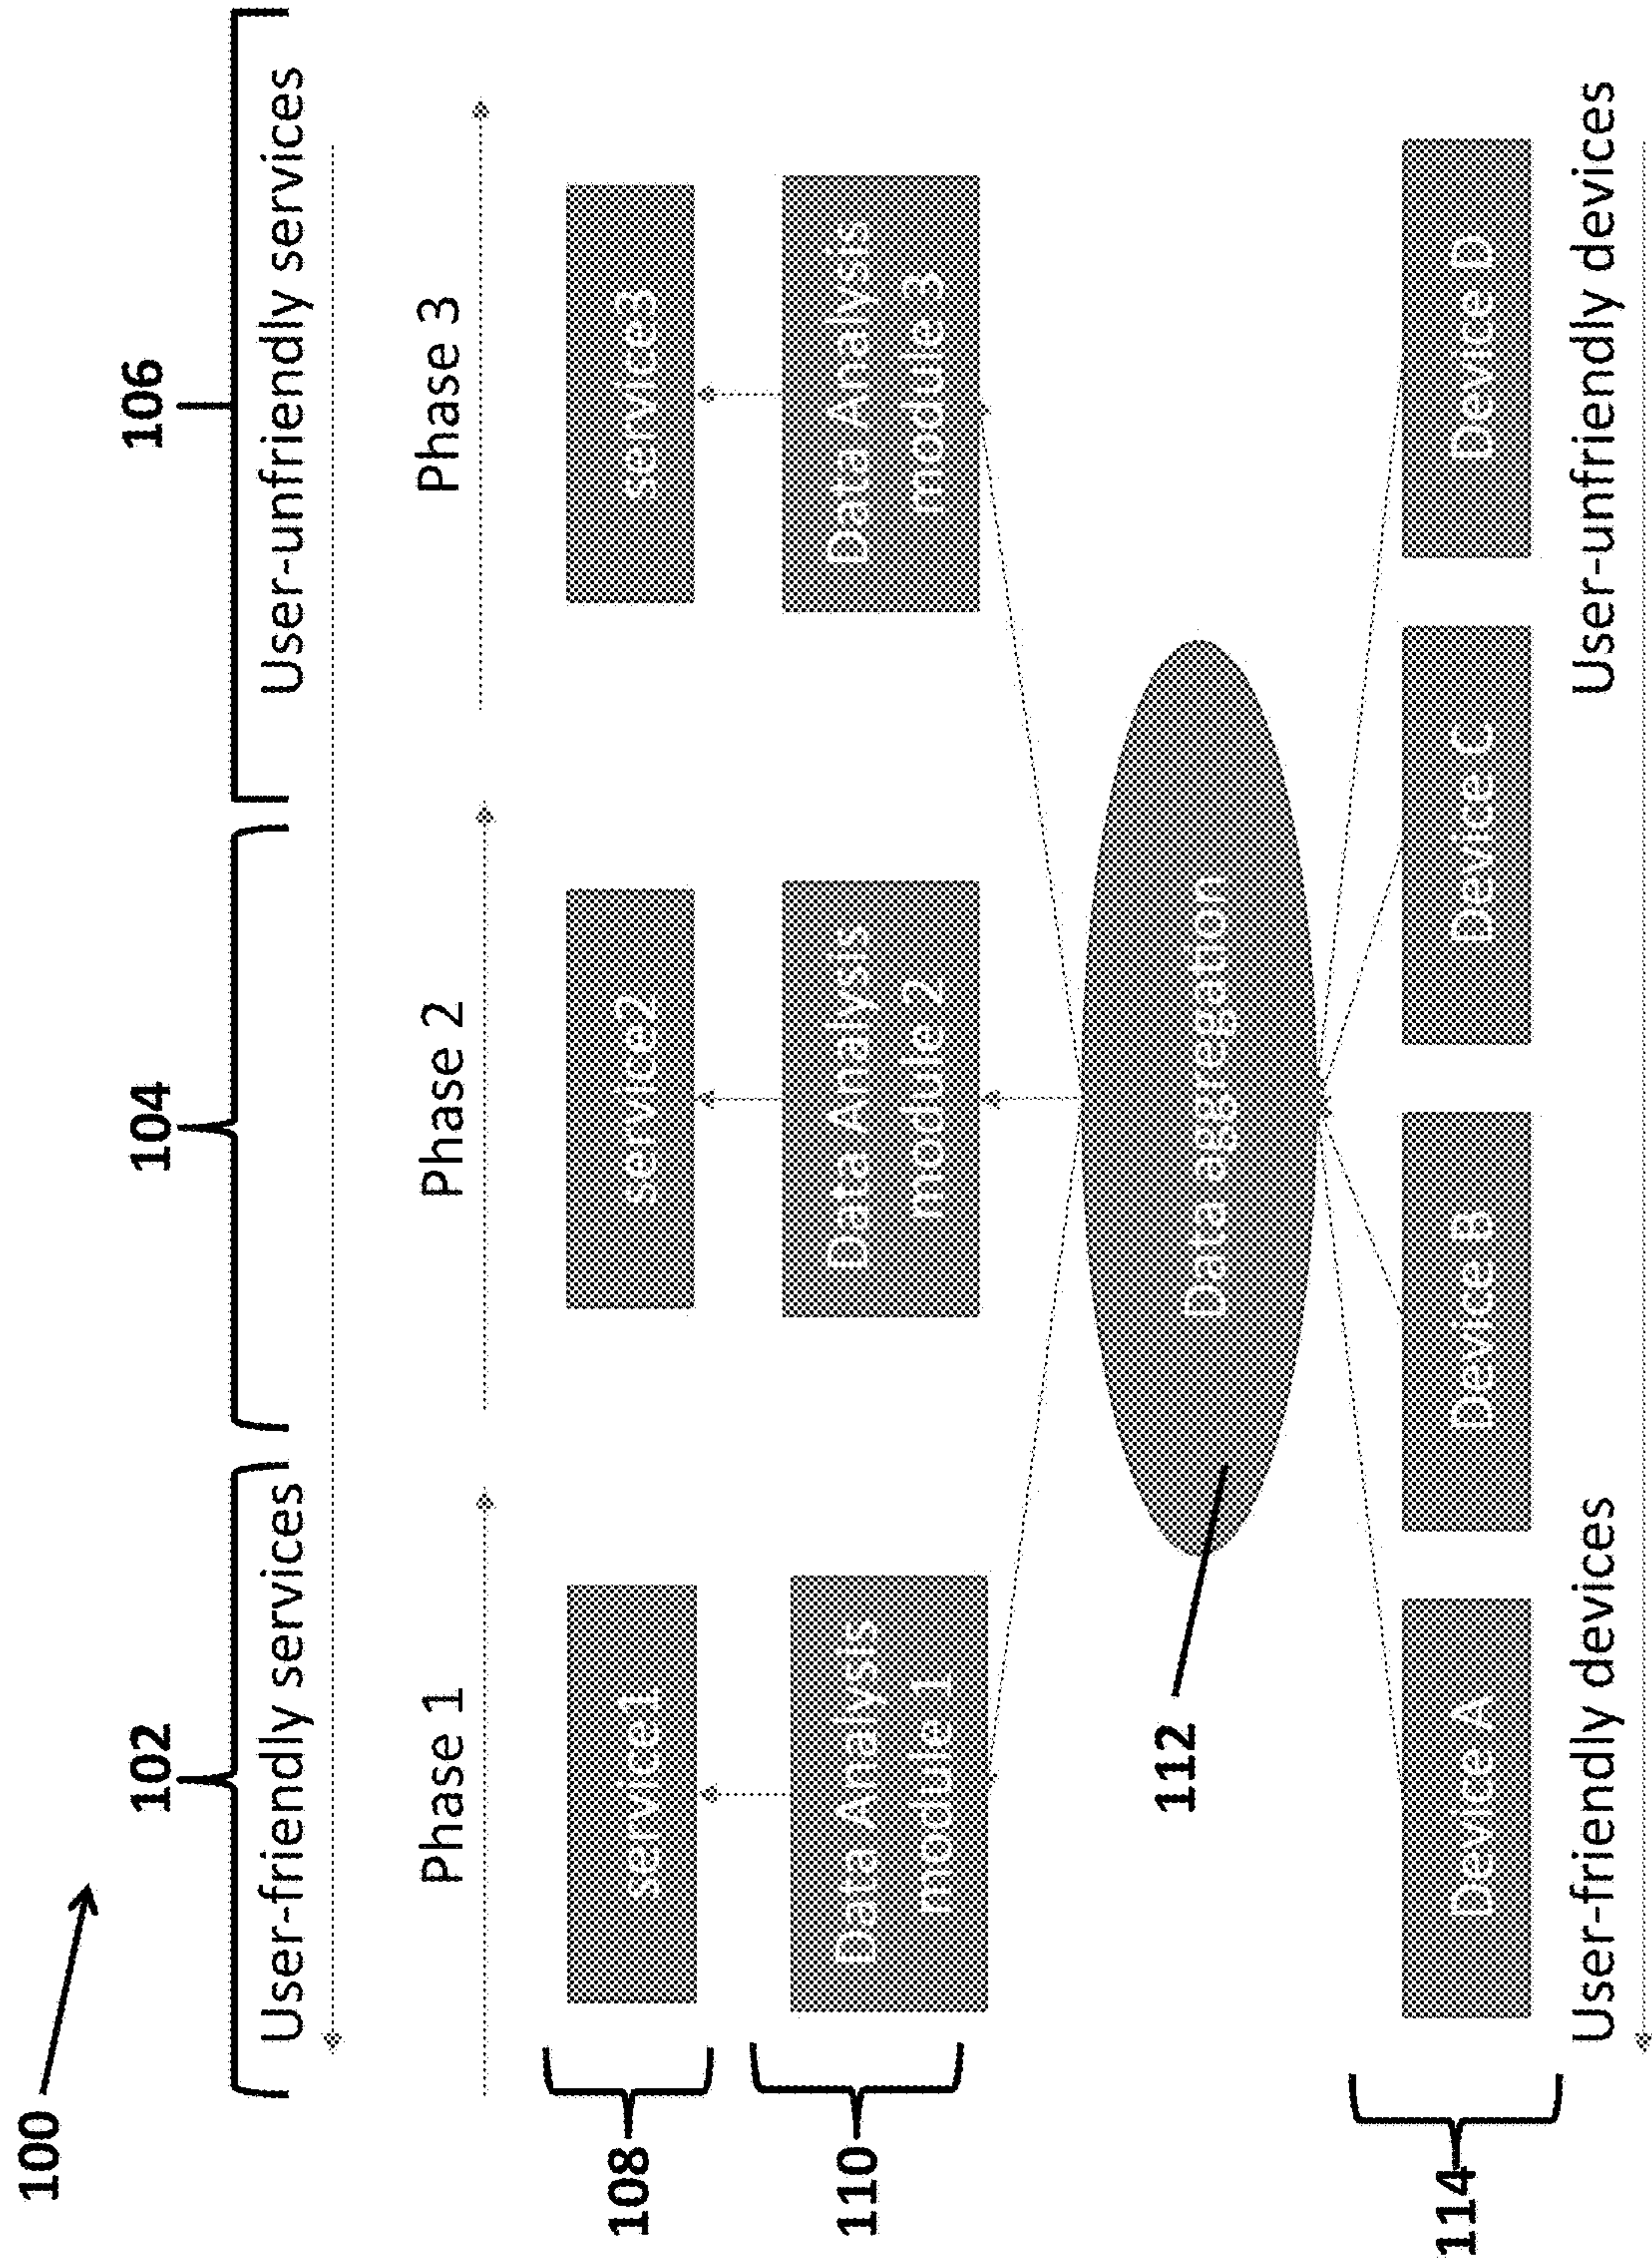 100
102
104
106
User-friendly services
User-unfriendly services
Phase 1
Phase 2
Phase 3
108
service1
service2
service3
110
Data Analysis
module 1
Data Analysis
module 2
Data Analysis
module 3
112
Data aggregation
114
Device A
Device B
Device C
Device D
User-friendly devices
User-unfriendly devices